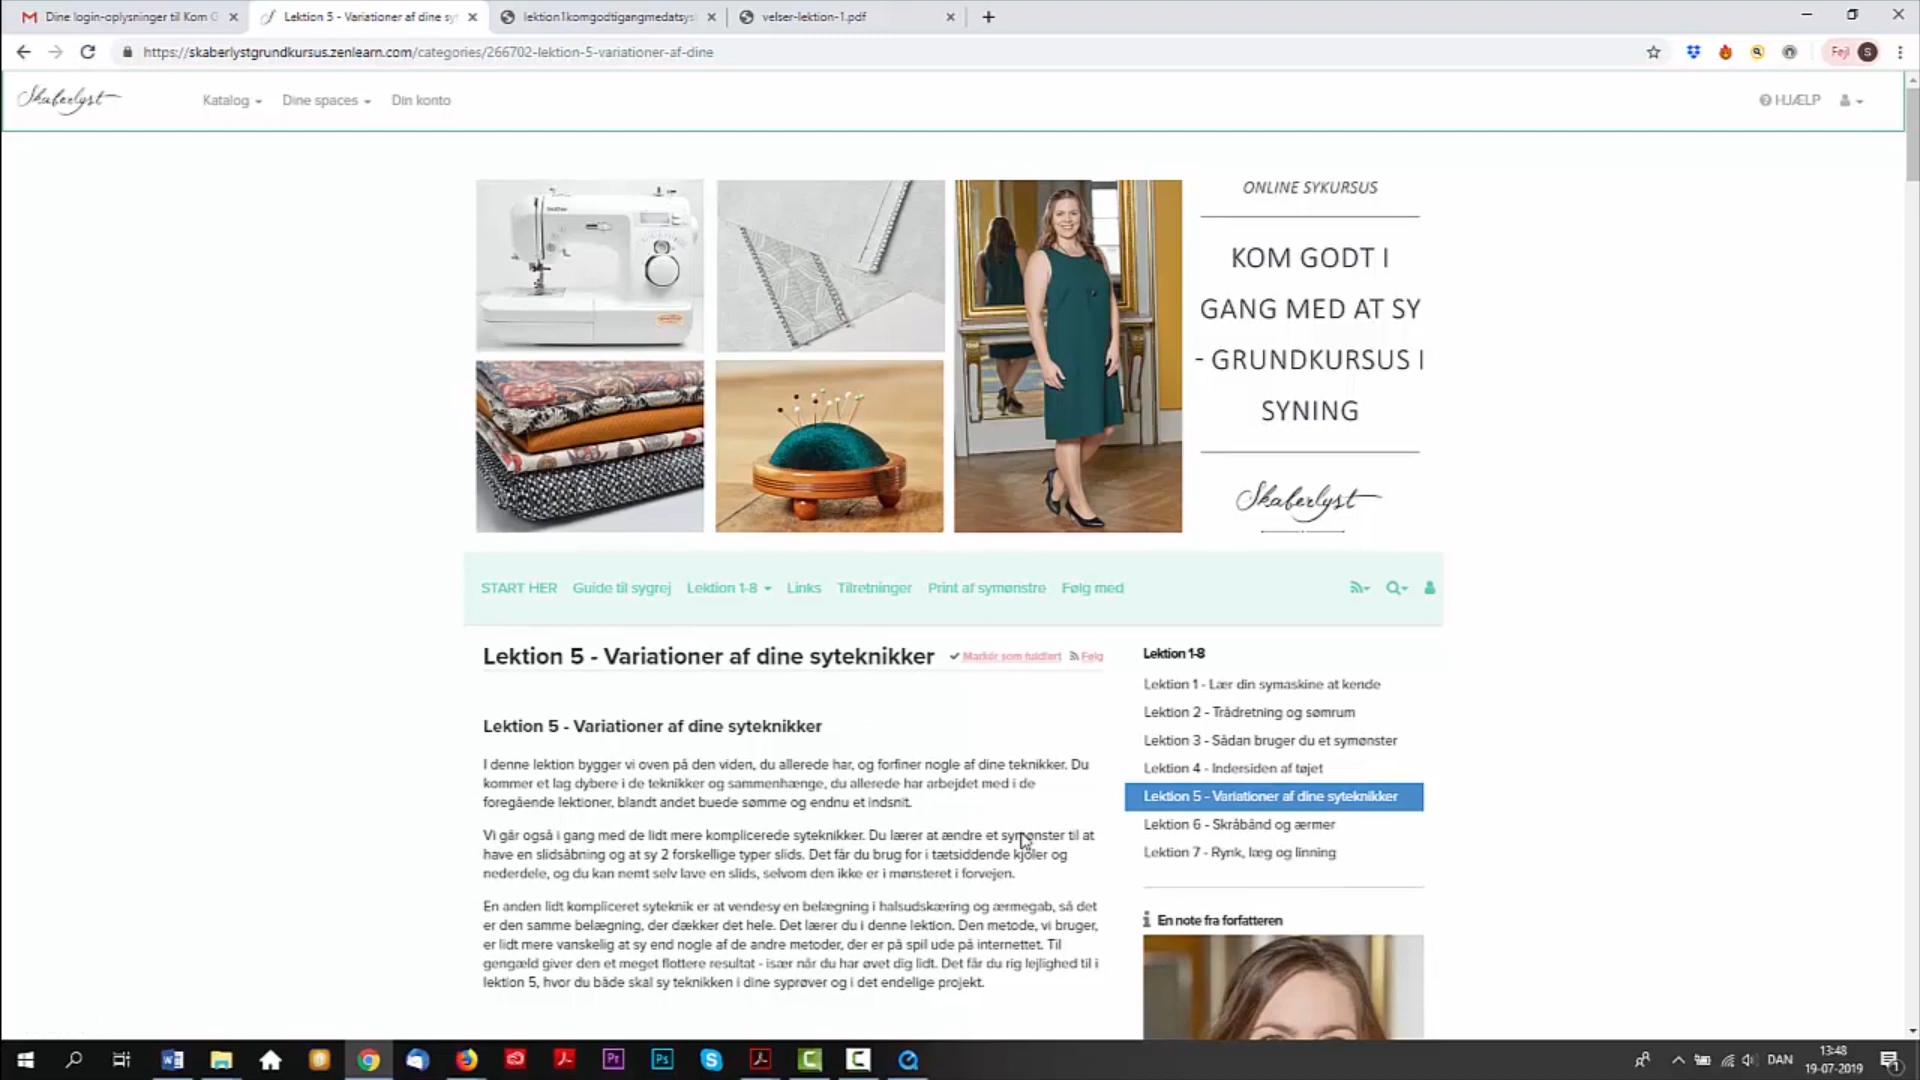 Dine login-oplysninger til Kom G
Lektion 5 - Variationer af dine sy
lektion1komgodtigangmedatsy
velser-lektion-1.pdf
https://skaberlystgrundkursus.zenlearn.com/categories/266702-lektion-5-variationer-af-dine
Fejl
S
Skaberlyst
Katalog
Dine spaces
Din konto
HJÆLP
brother
ONLINE SYKURSUS
KOM GODT I
GANG MED AT SY
- GRUNDKURSUS I
SYNING
Skaberlyst
START HER
Guide til sygrej
Lektion 1-8
Links
Tilretninger
Print af symønstre
Følg med
Lektion 5 - Variationer af dine syteknikker
Markér som fuldført
Følg
Lektion 5 - Variationer af dine syteknikker
I denne lektion bygger vi oven på den viden, du allerede har, og forfiner nogle af dine teknikker. Du
kommer et lag dybere i de teknikker og sammenhænge, du allerede har arbejdet med i de
foregående lektioner, blandt andet buede sømme og endnu et indsnit.
Vi går også i gang med de lidt mere komplicerede syteknikker. Du lærer at ændre et symønster til at
have en slidsåbning og at sy 2 forskellige typer slids. Det får du brug for i tætsiddende kjoler og
nederdele, og du kan nemt selv lave en slids, selvom den ikke er i mønsteret i forvejen.
En anden lidt kompliceret syteknik er at vendesy en belægning i halsudskæring og ærmegab, så det
er den samme belægning, der dækker det hele. Det lærer du i denne lektion. Den metode, vi bruger,
er lidt mere vanskelig at sy end nogle af de andre metoder, der er på spil ude på internettet. Til
gengæld giver den et meget flottere resultat - især når du har øvet dig lidt. Det får du rig lejlighed til i
lektion 5, hvor du både skal sy teknikken i dine syprøver og i det endelige projekt.
Lektion 1-8
Lektion 1 - Lær din symaskine at kende
Lektion 2 - Trådretning og sømrum
Lektion 3 - Sådan bruger du et symønster
Lektion 4 - Indersiden af tøjet
Lektion 5 - Variationer af dine syteknikker
Lektion 6 - Skråbånd og ærmer
Lektion 7 - Rynk, læg og linning
En note fra forfatteren
DAN
13:48
19-07-2019